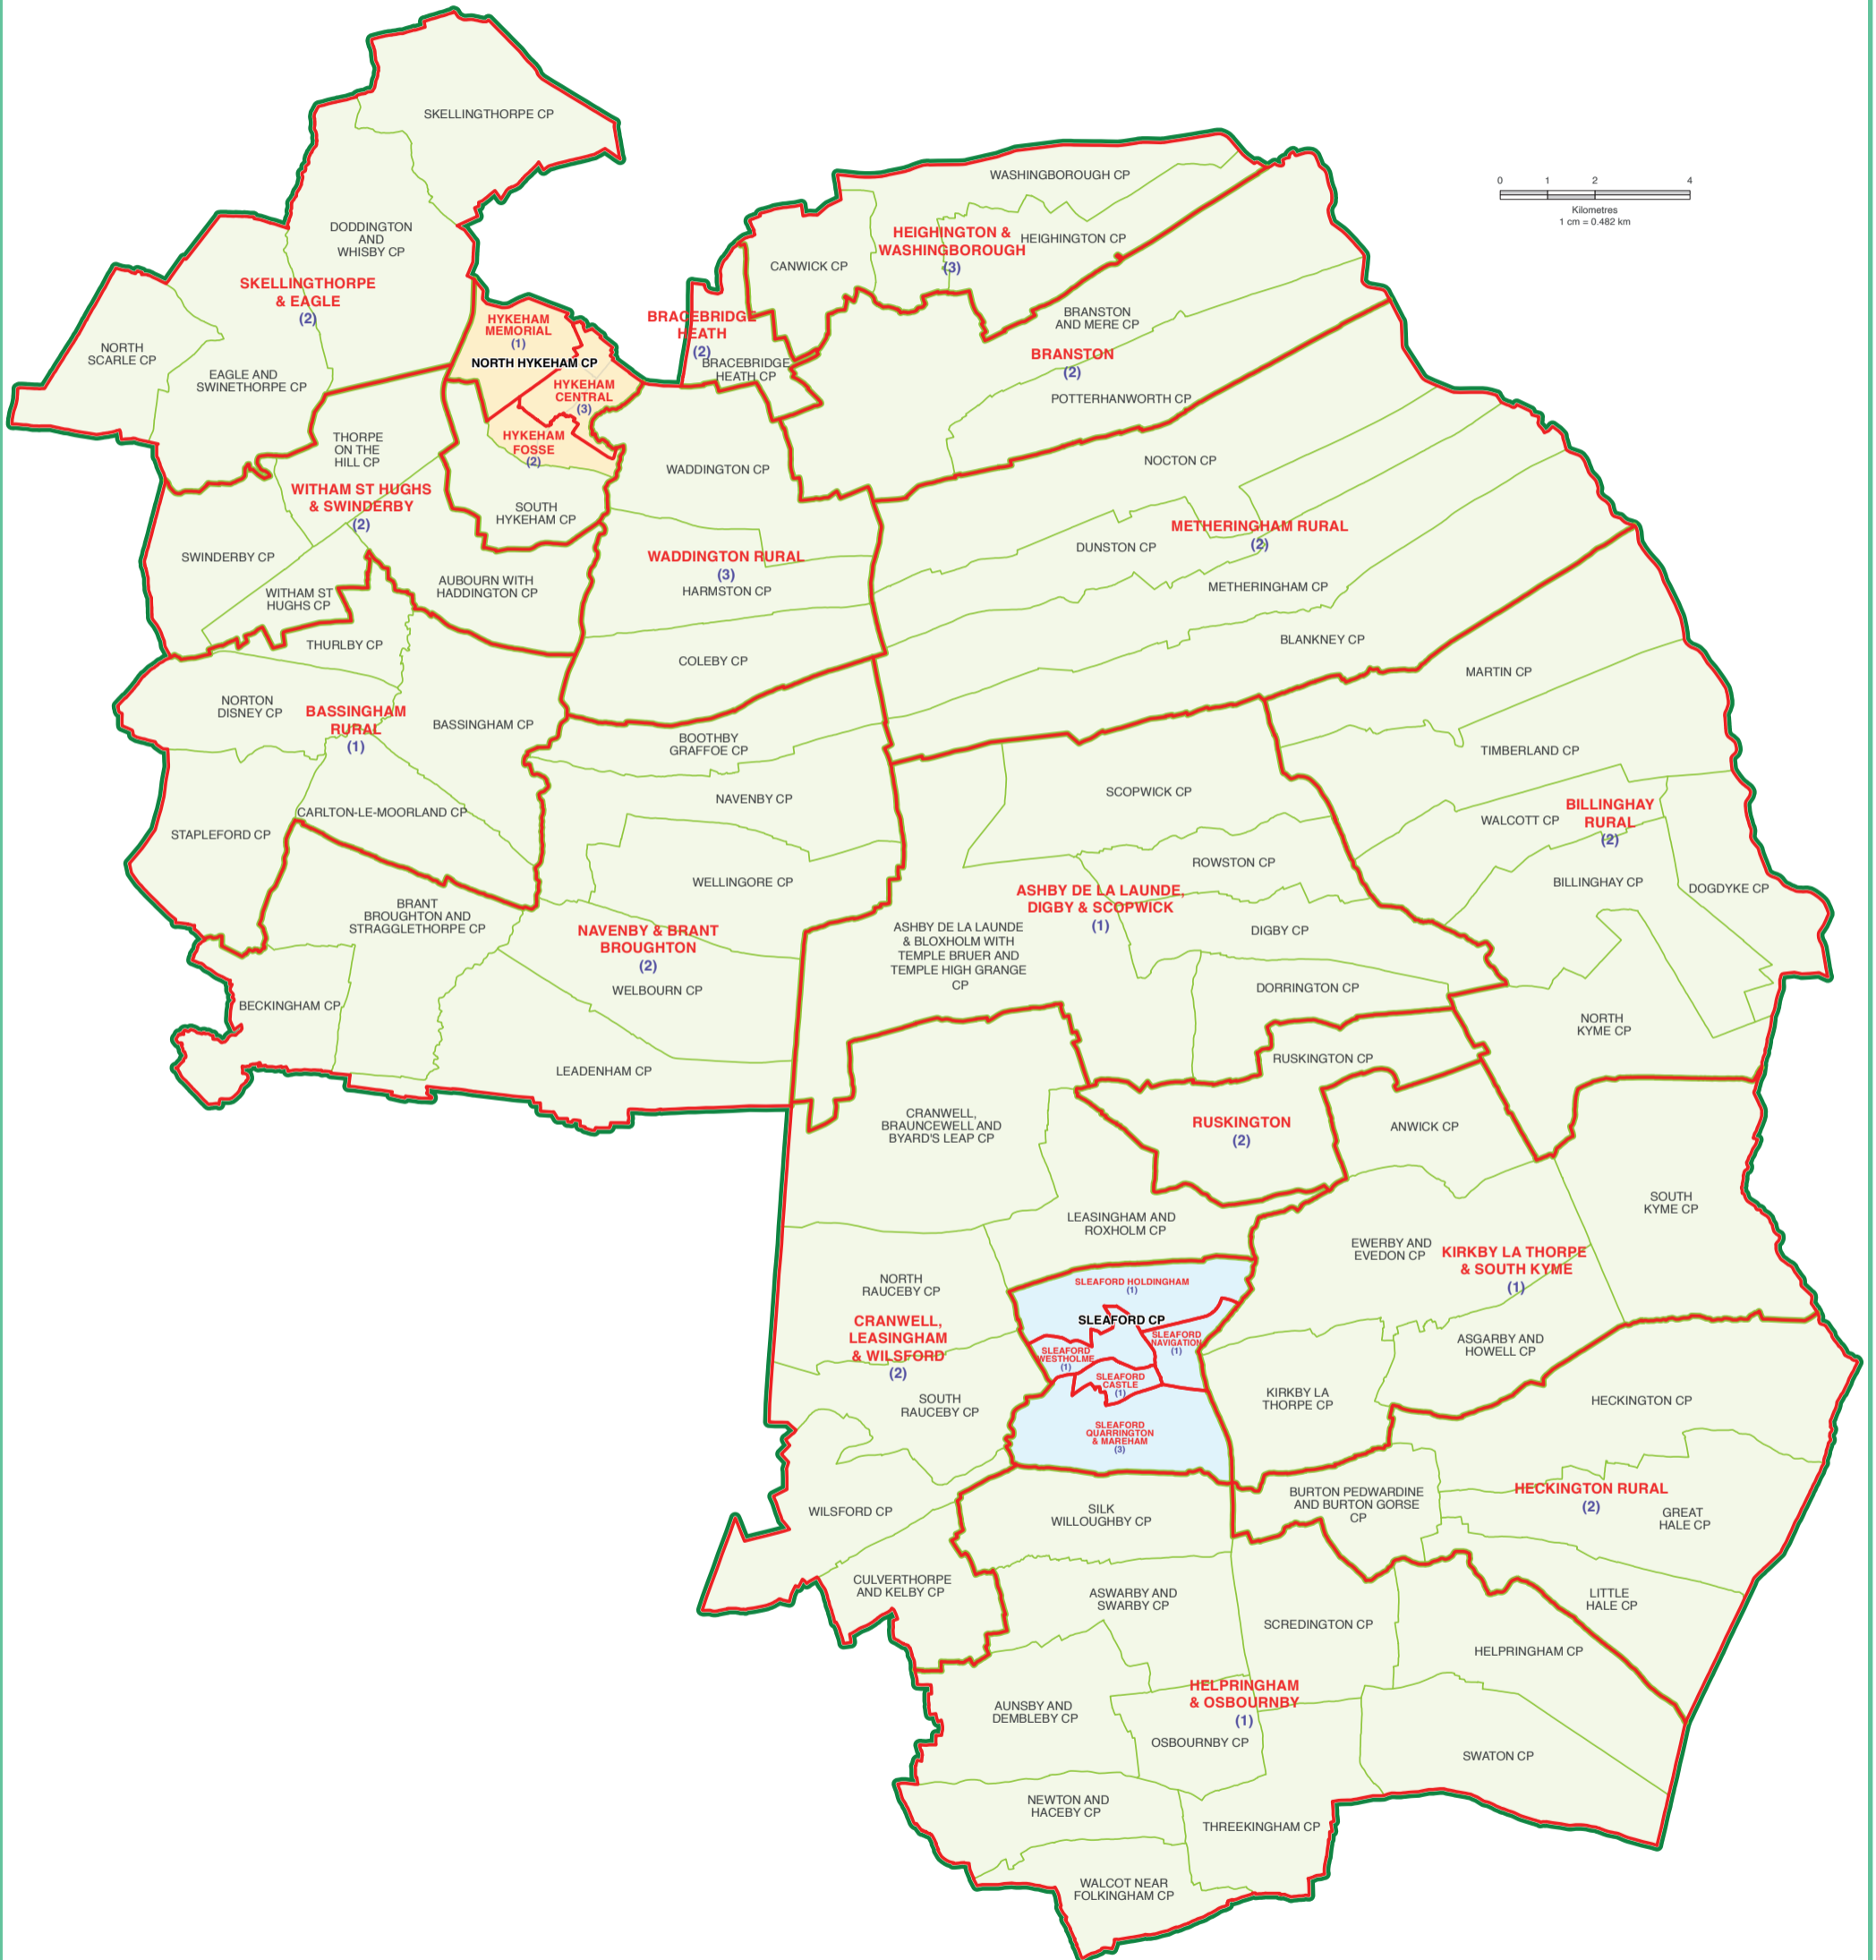 SKELLINGTHORPE CP
0 1 2 4
Kilometres
1 cm = 0.482 km
WASHINGBOROUGH CP
DODDINGTON
AND
WHISBY CP
HEIGHINGTON &
WASHINGBOROUGH
(3)
HEIGHINGTON CP
CANWICK CP
SKELLINGTHORPE
& EAGLE
(2)
NORTH
SCARLE CP
EAGLE AND
SWINETHORPE CP
HYKEHAM
MEMORIAL
(1)
NORTH HYKEHAM CP
HYKEHAM
CENTRAL
(3)
HYKEHAM
FOSSE
(2)
BRACEBRIDGE
HEATH
(2)
BRACEBRIDGE
HEATH CP
BRANSTON
AND MERE CP
BRANSTON
(2)
POTTERHANWORTH CP
THORPE
ON THE
HILL CP
WADDINGTON CP
NOCTON CP
WITHAM ST HUGHS
& SWINDERBY
(2)
SOUTH
HYKEHAM CP
METHERINGHAM RURAL
(2)
DUNSTON CP
SWINDERBY CP
WADDINGTON RURAL
(3)
HARMSTON CP
METHERINGHAM CP
AUBOURN WITH
HADDINGTON CP
WITHAM ST
HUGHS CP
THURLBY CP
BLANKNEY CP
COLEBY CP
MARTIN CP
NORTON
DISNEY CP
BASSINGHAM
RURAL
(1)
BASSINGHAM CP
BOOTHBY
GRAFFOE CP
TIMBERLAND CP
NAVENBY CP
SCOPWICK CP
CARLTON-LE-MOORLAND CP
STAPLEFORD CP
BILLINGHAY
RURAL
(2)
WALCOTT CP
ROWSTON CP
WELLINGORE CP
BILLINGHAY CP
DOGDYKE CP
ASHBY DE LA LAUNDE,
DIGBY & SCOPWICK
(1)
BRANT
BROUGHTON AND
STRAGGLETHORPE CP
NAVENBY & BRANT
BROUGHTON
(2)
ASHBY DE LA LAUNDE
& BLOXHOLM WITH
TEMPLE BRUER AND
TEMPLE HIGH GRANGE
CP
DIGBY CP
WELBOURN CP
DORRINGTON CP
BECKINGHAM CP
NORTH
KYME CP
RUSKINGTON CP
LEADENHAM CP
CRANWELL,
BRAUNCEWELL AND
BYARD'S LEAP CP
RUSKINGTON
(2)
ANWICK CP
SOUTH
KYME CP
LEASINGHAM AND
ROXHOLM CP
EWERBY AND
EVEDON CP
KIRKBY LA THORPE
& SOUTH KYME
(1)
NORTH
RAUCEBY CP
SLEAFORD HOLDINGHAM
(1)
SLEAFORD CP
CRANWELL,
LEASINGHAM
& WILSFORD
(2)
SLEAFORD
WESTHOLME
(1)
SLEAFORD
NAVIGATION
(1)
SLEAFORD
CASTLE
(1)
ASGARBY AND
HOWELL CP
SOUTH
RAUCEBY CP
KIRKBY LA
THORPE CP
HECKINGTON CP
SLEAFORD
QUARRINGTON
& MAREHAM
(3)
WILSFORD CP
SILK
WILLOUGHBY CP
BURTON PEDWARDINE
AND BURTON GORSE
CP
HECKINGTON RURAL
(2)
GREAT
HALE CP
CULVERTHORPE
AND KELBY CP
ASWARBY AND
SWARBY CP
LITTLE
HALE CP
SCREDINGTON CP
HELPRINGHAM CP
HELPRINGHAM
& OSBOURNBY
(1)
AUNSBY AND
DEMBLEBY CP
OSBOURNBY CP
SWATON CP
NEWTON AND
HACEBY CP
THREEKINGHAM CP
WALCOT NEAR
FOLKINGHAM CP